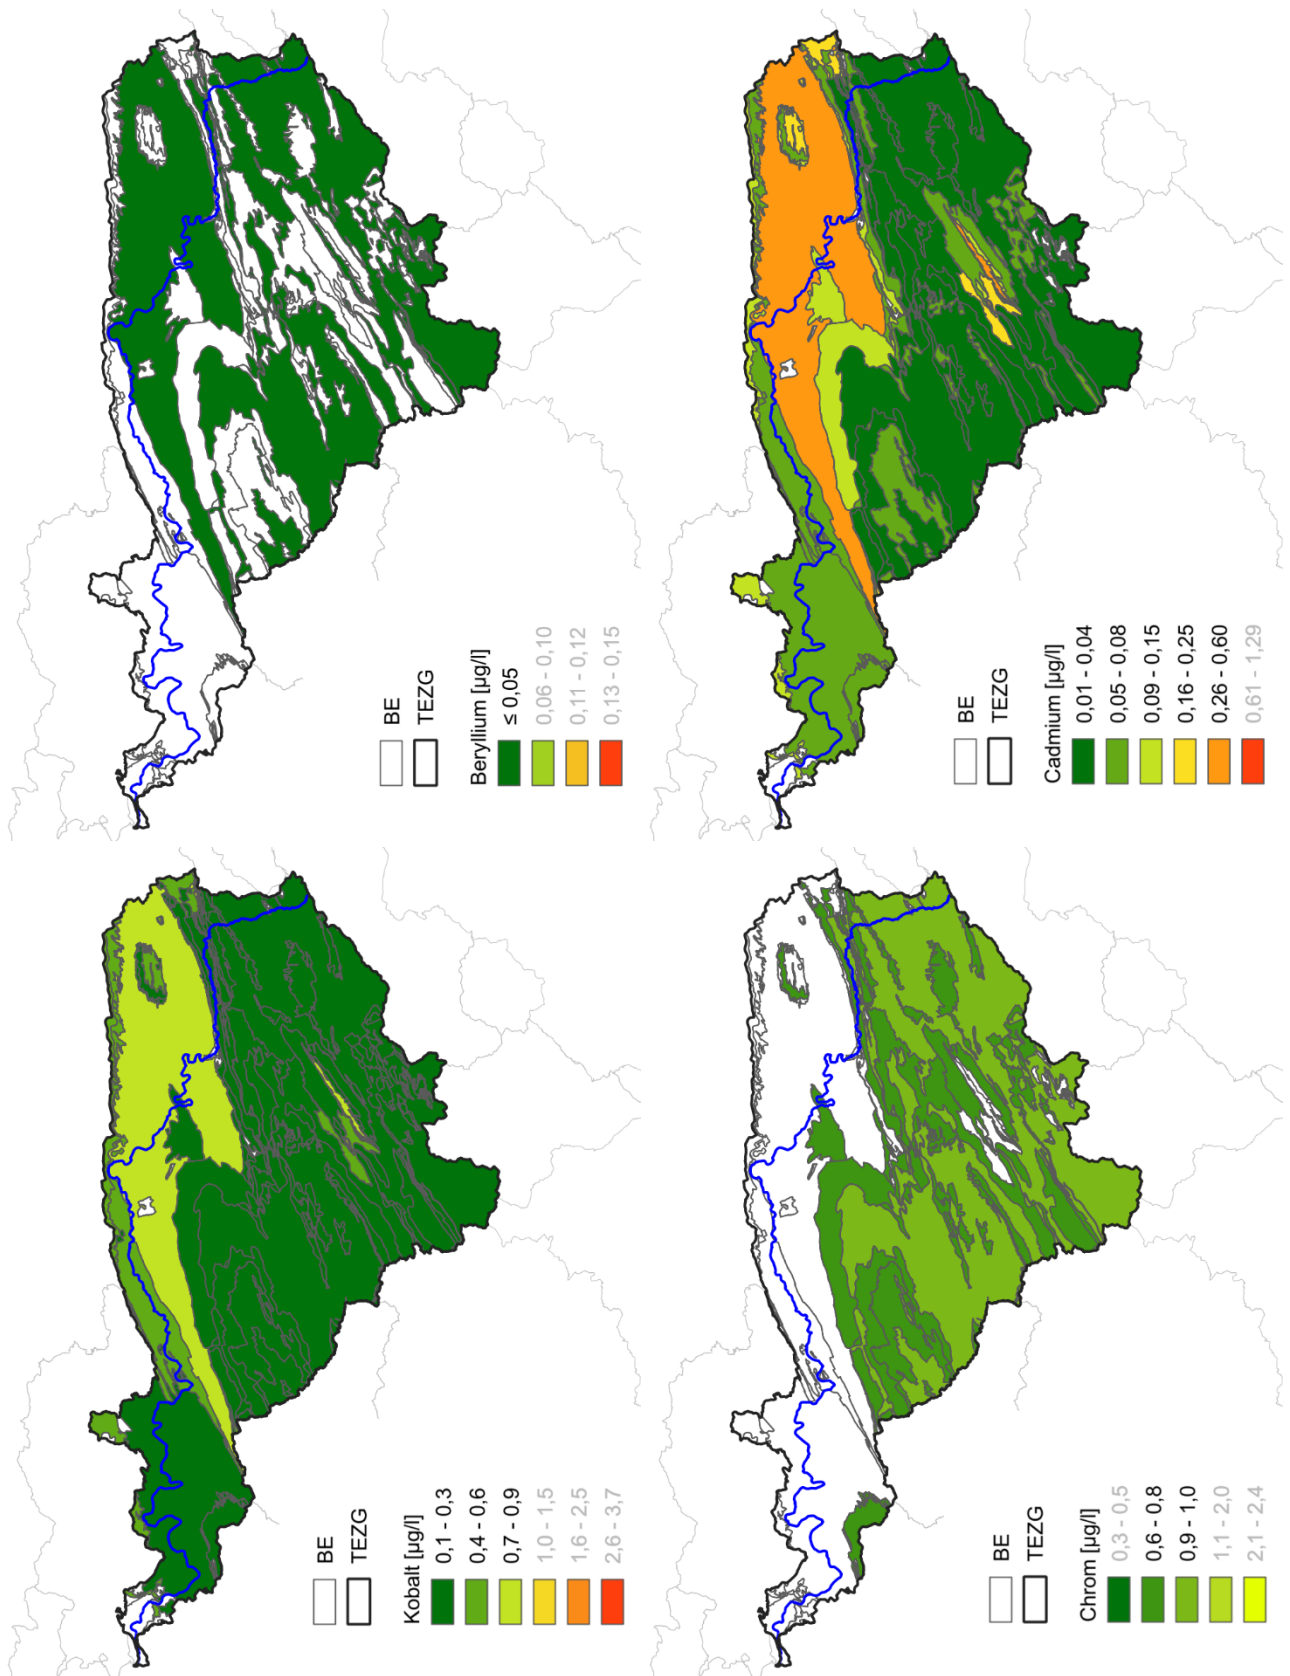 BE
TEZG
Kobalt [µg/l]
0,1 - 0,3
0,4 - 0,6
0,7 - 0,9
1,0 - 1,5
1,6 - 2,5
2,6 - 3,7
BE
TEZG
Beryllium [µg/l]
≤ 0,05
0,06 - 0,10
0,11 - 0,12
0,13 - 0,15
BE
TEZG
Chrom [µg/l]
0,3 - 0,5
0,6 - 0,8
0,9 - 1,0
1,1 - 2,0
2,1 - 2,4
BE
TEZG
Cadmium [µg/l]
0,01 - 0,04
0,05 - 0,08
0,09 - 0,15
0,16 - 0,25
0,26 - 0,60
0,61 - 1,29